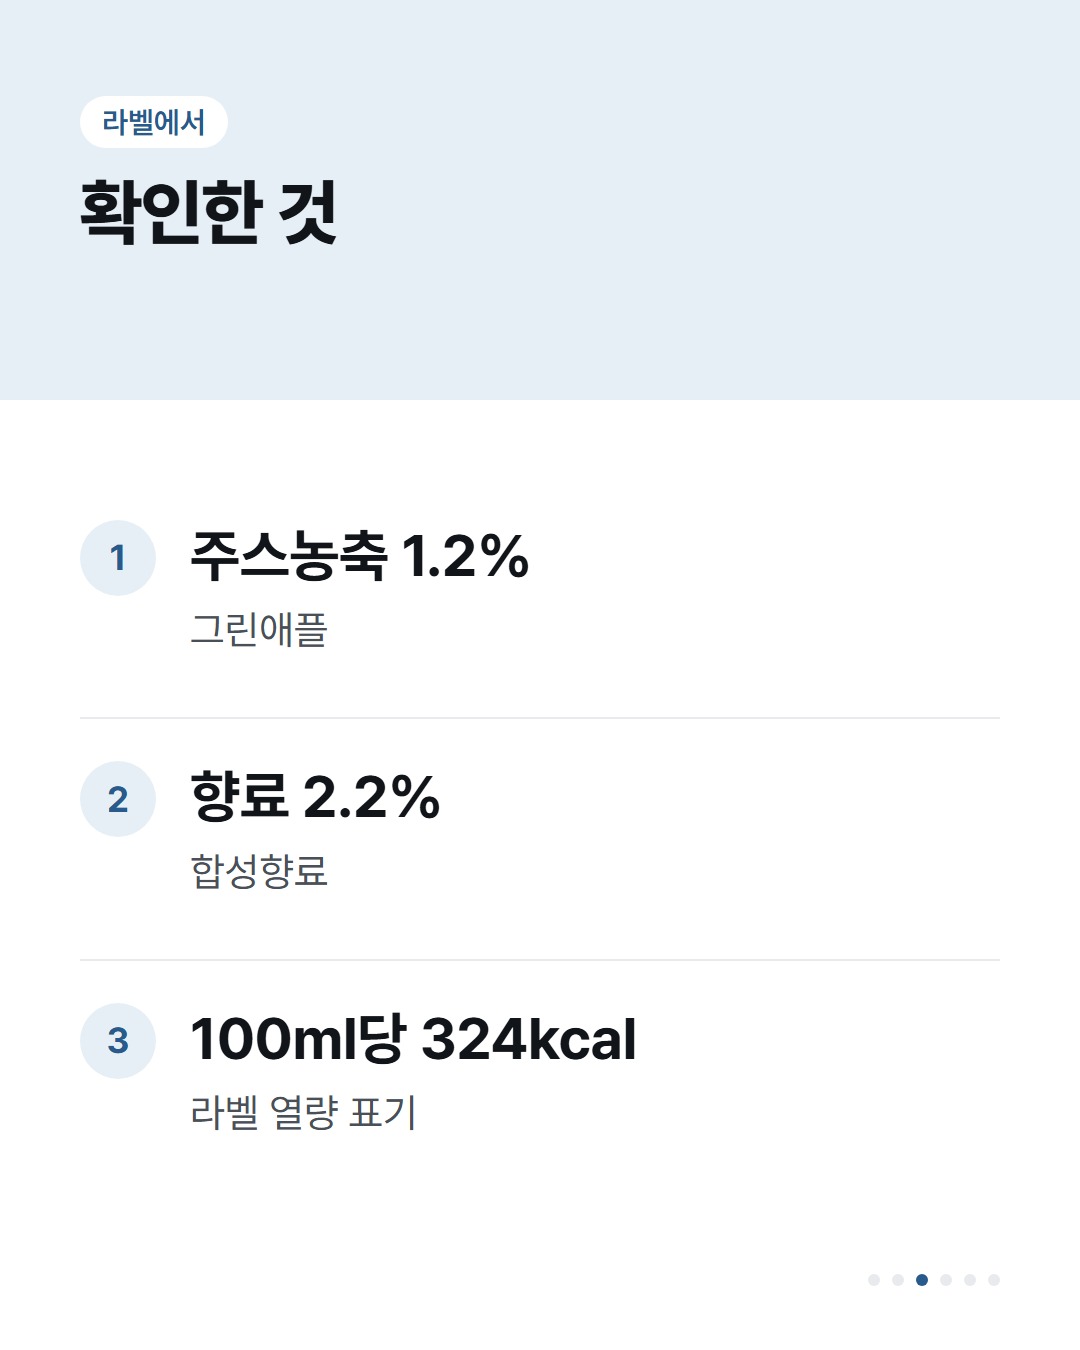 라벨에서
확인한 것
1
주스농축 1.2%
그린애플
2
향료 2.2%
합성향료
3
100ml당 324kcal
라벨 열량 표기